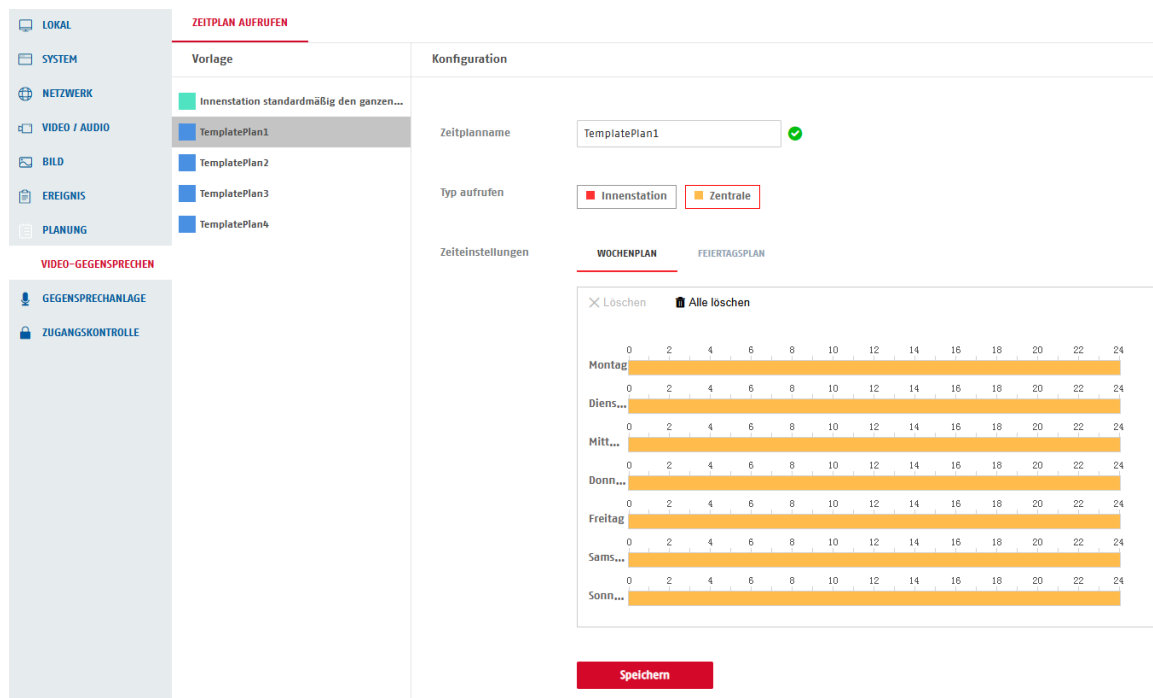 LOKAL
SYSTEM
NETZWERK
VIDEO / AUDIO
BILD
EREIGNIS
PLANUNG
VIDEO-GEGENSPRECHEN
GEGENSPRECHANLAGE
ZUGANGSKONTROLLE
ZEITPLAN AUFRUFEN
Vorlage
Innenstation standardmäßig den ganzen...
TemplatePlan1
TemplatePlan2
TemplatePlan3
TemplatePlan4
Konfiguration
Zeitplanname TemplatePlan1
Typ aufrufen Innenstation Zentrale
Zeiteinstellungen WOCHENPLAN FEIERTAGSPLAN
Löschen Alle löschen
0 2 4 6 8 10 12 14 16 18 20 22 24
Montag
0 2 4 6 8 10 12 14 16 18 20 22 24
Diens...
0 2 4 6 8 10 12 14 16 18 20 22 24
Mitt...
0 2 4 6 8 10 12 14 16 18 20 22 24
Donn...
0 2 4 6 8 10 12 14 16 18 20 22 24
Freitag
0 2 4 6 8 10 12 14 16 18 20 22 24
Sams...
0 2 4 6 8 10 12 14 16 18 20 22 24
Sonn...
Speichern